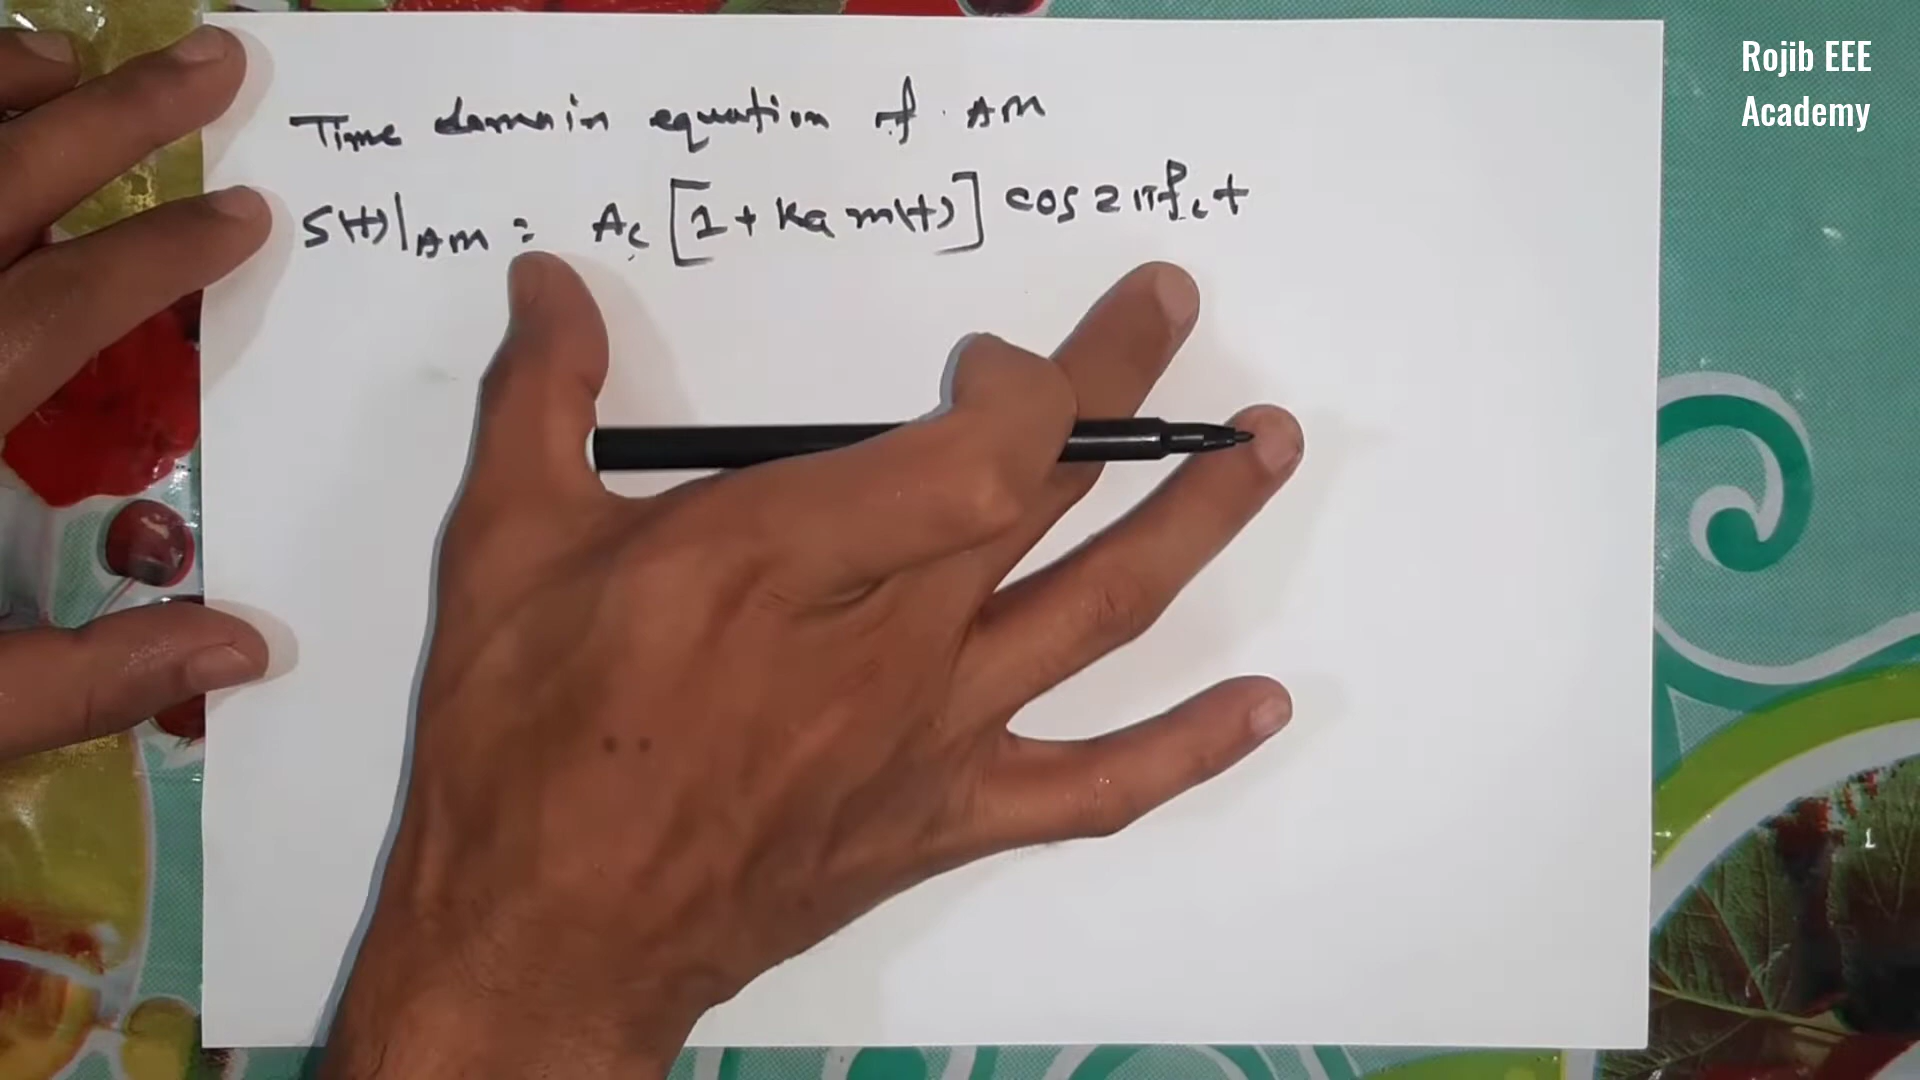 Time domain equation of AM
S(t)|AM = Ac [1 + Ka m(t)] cos 2πfct
Rojib EEE
Academy